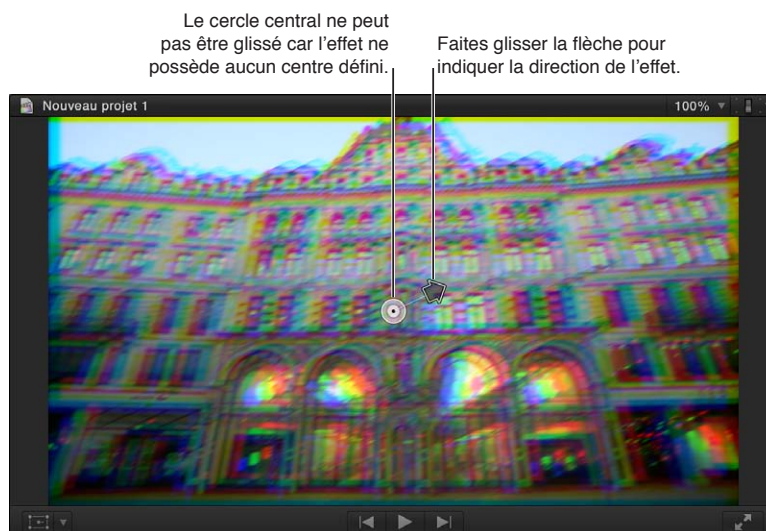 Le cercle central ne peut
pas être glissé car l’effet ne
possède aucun centre défini.
Faites glisser la flèche pour
indiquer la direction de l’effet.
Nouveau projet 1
100%